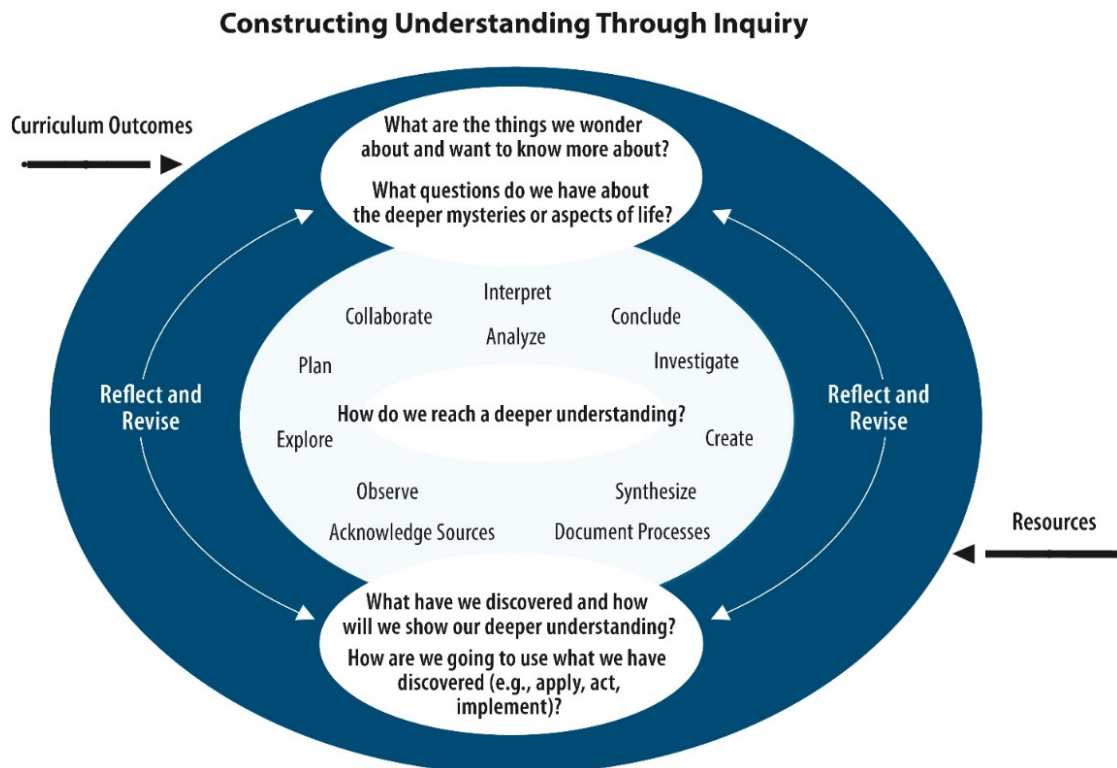 Constructing Understanding Through Inquiry
Curriculum Outcomes
What are the things we wonder
about and want to know more about?
What questions do we have about
the deeper mysteries or aspects of life?
Interpret
Collaborate
Conclude
Analyze
Plan
Investigate
Reflect and
Revise
How do we reach a deeper understanding?
Reflect and
Revise
Explore
Create
Observe
Synthesize
Acknowledge Sources
Document Processes
Resources
What have we discovered and how
will we show our deeper understanding?
How are we going to use what we have
discovered (e.g., apply, act,
implement)?